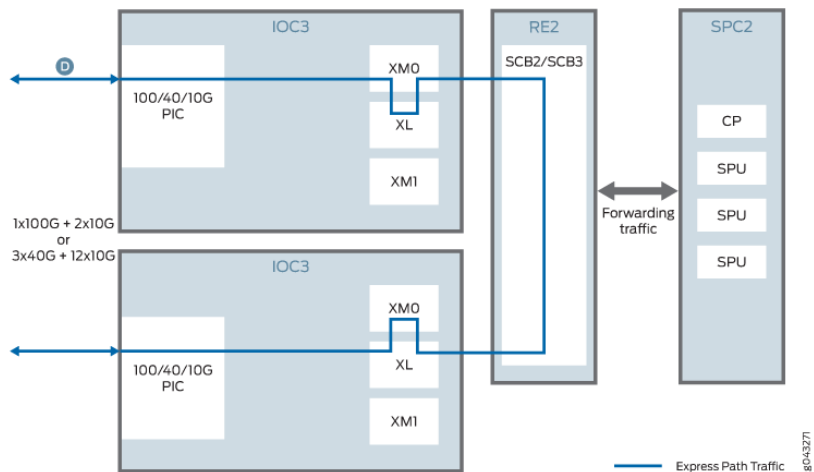 IOC3
RE2
SPC2
D
100/40/10G
PIC
XM0
XL
XM1
SCB2/SCB3
CP
SPU
SPU
SPU
Forwarding
traffic
1x100G + 2x10G
or
3x40G + 12x10G
IOC3
100/40/10G
PIC
XM0
XL
XM1
Express Path Traffic
g043271